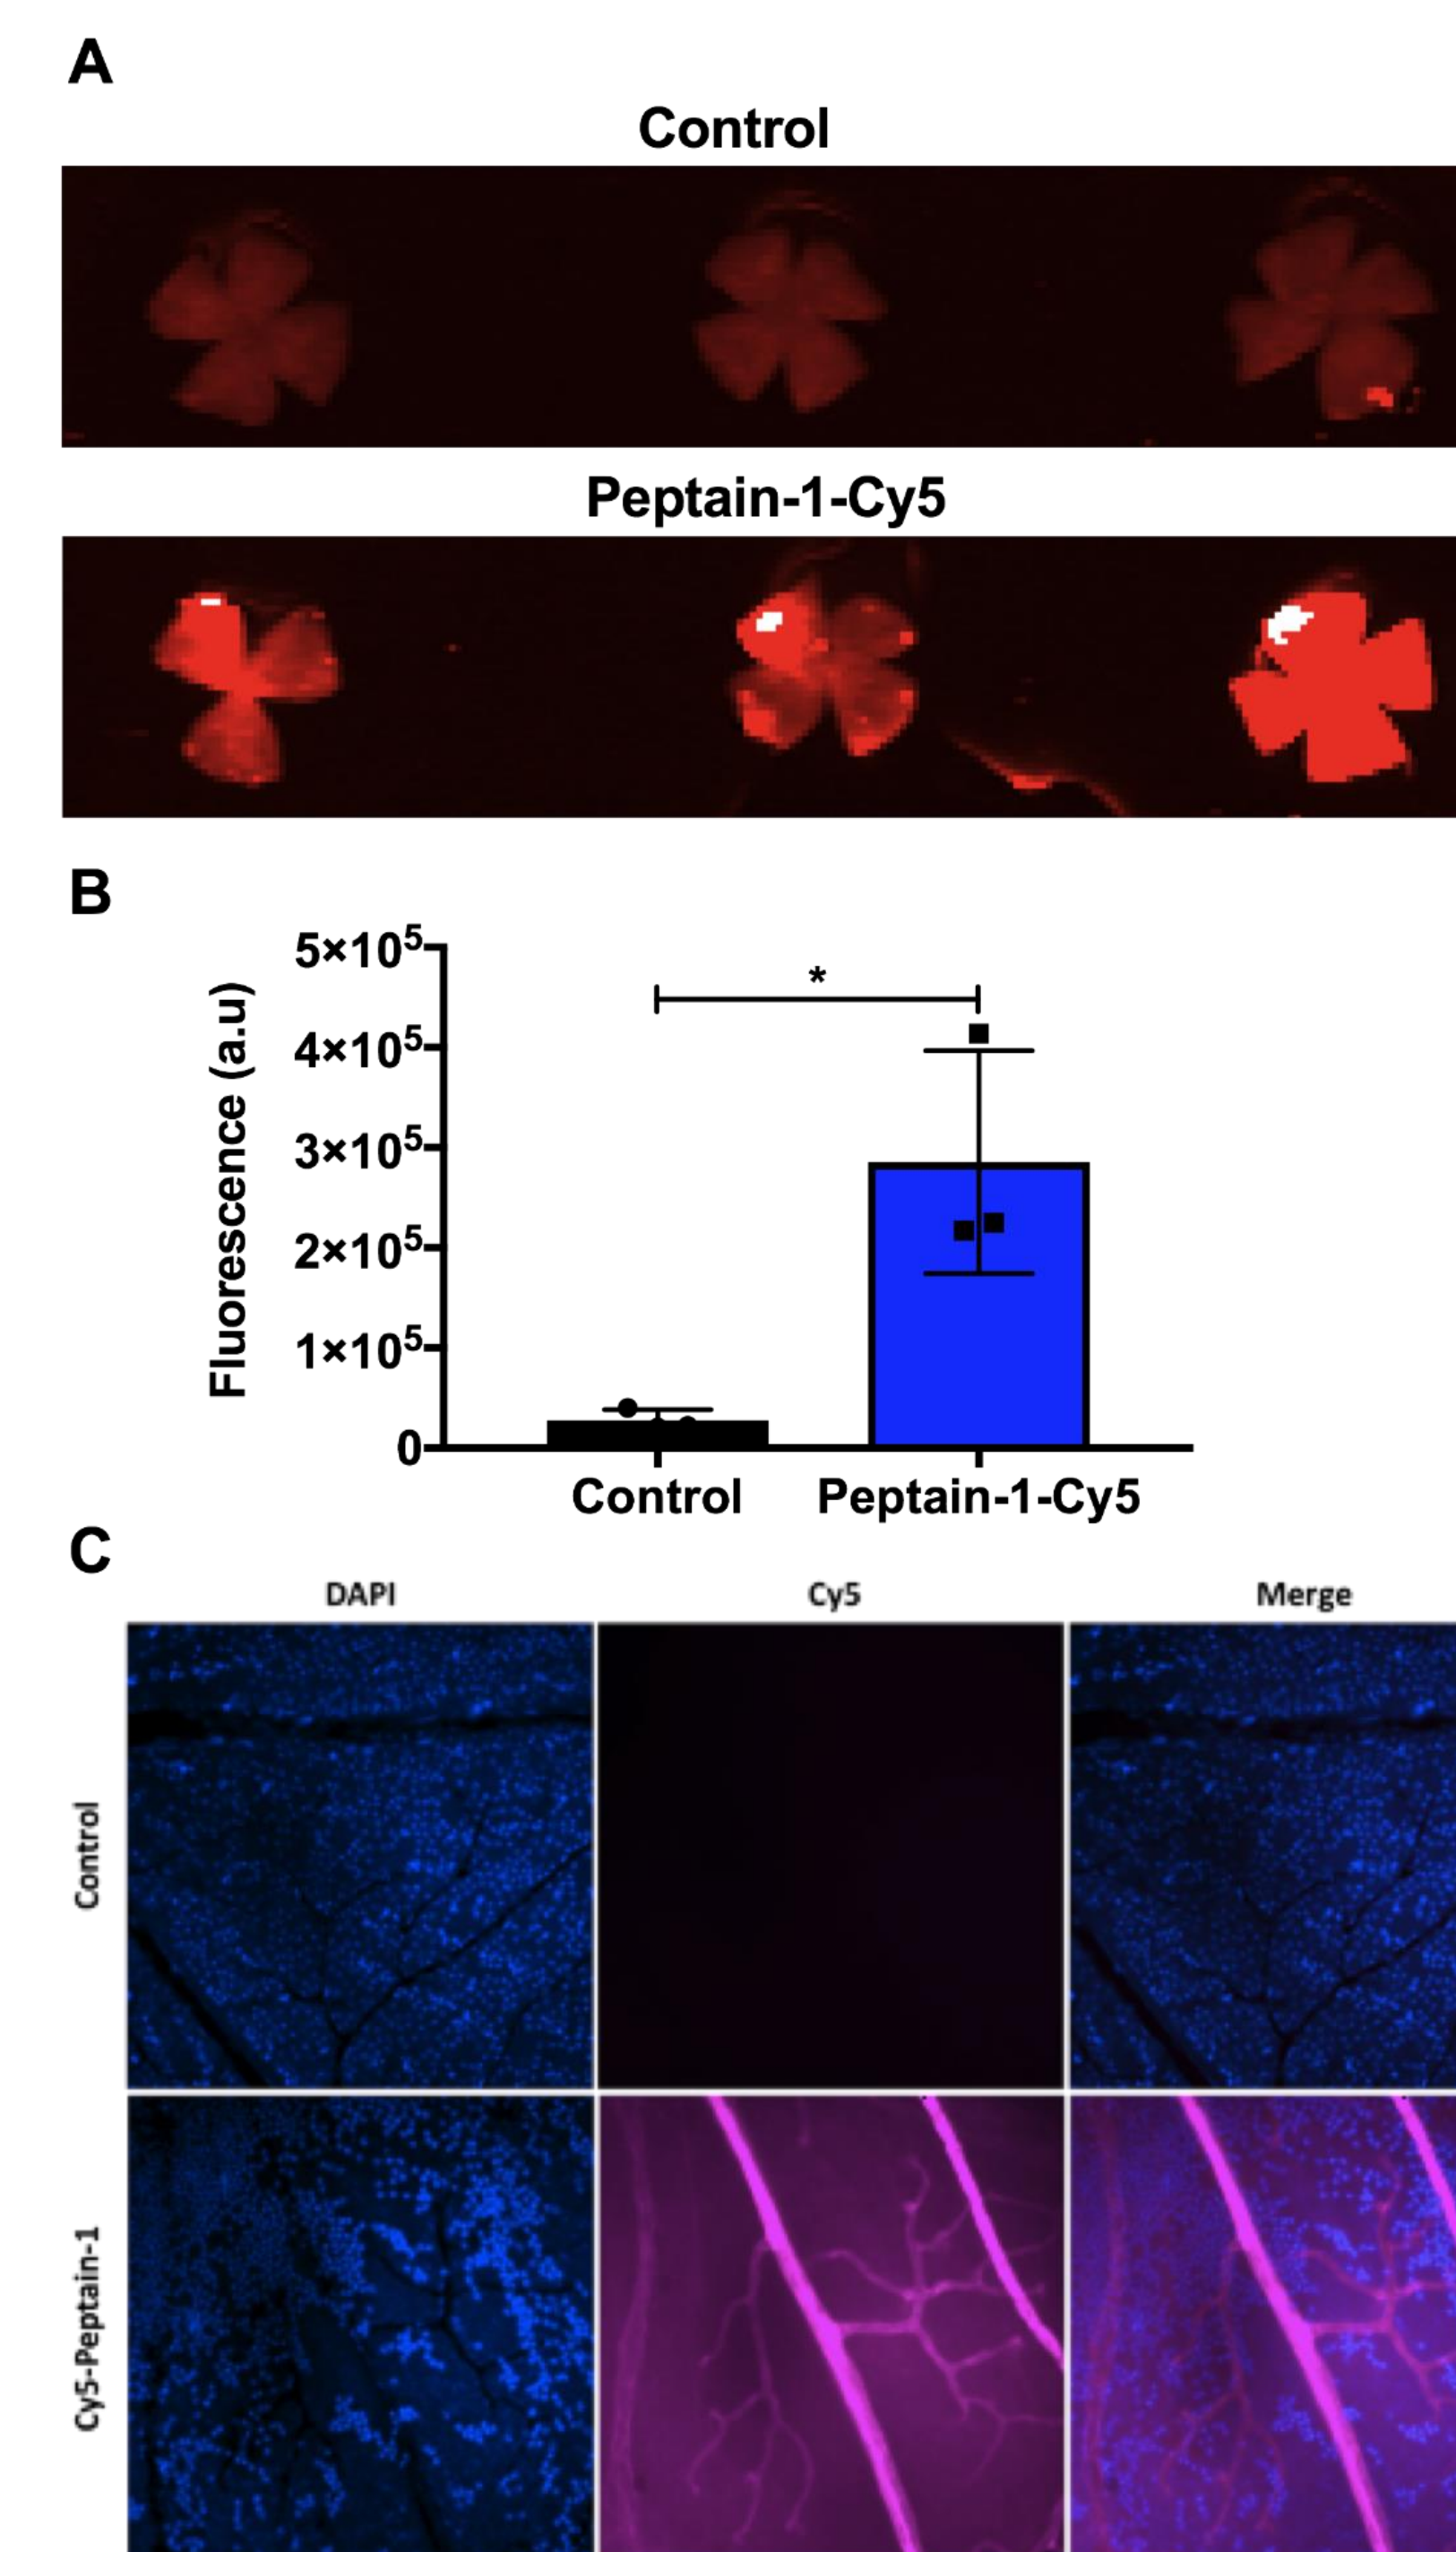 A
Control
Peptain-1-Cy5
B
Fluorescence (a.u)
5×10⁵
4×10⁵
3×10⁵
2×10⁵
1×10⁵
0
*
Control Peptain-1-Cy5
C
DAPI Cy5 Merge
Control
Cy5-Peptain-1